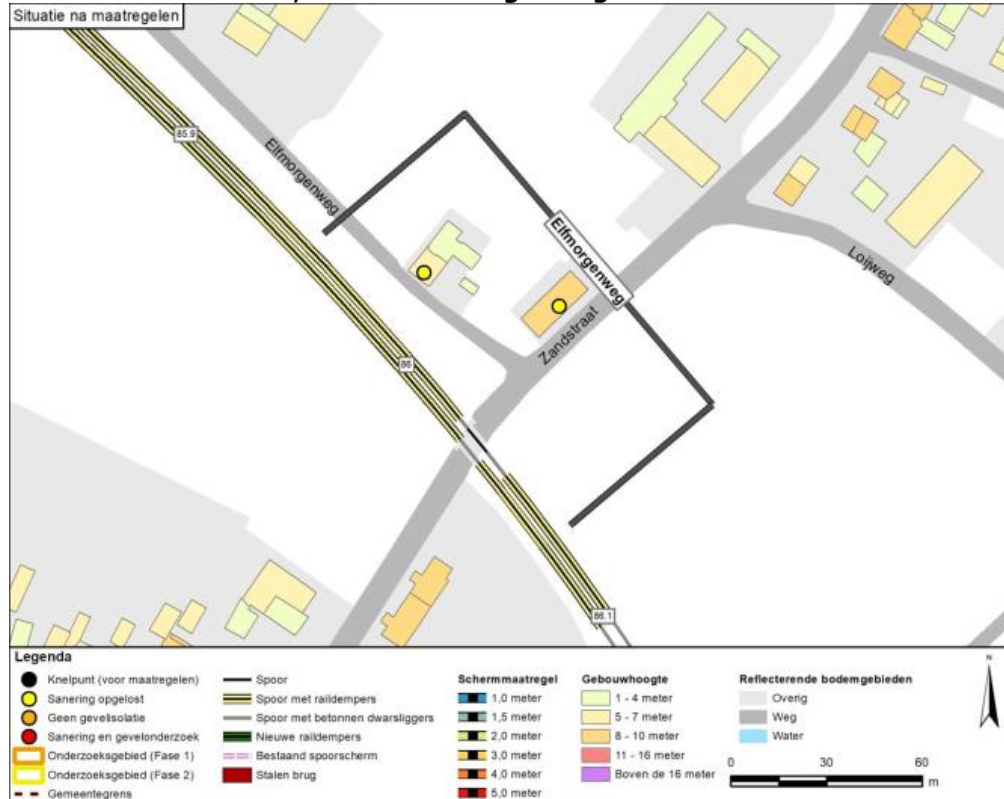 Situatie na maatregelen
85.9
Elfmorgenweg
Elfmorgenweg
Zandstraat
Loijweg
86
86.1
Legenda
Knelpunt (voor maatregelen)
Sanering opgelost
Geen gevelisolatie
Sanering en gevelonderzoek
Onderzoeksgebied (Fase 1)
Onderzoeksgebied (Fase 2)
Gemeentegrens
Spoor
Spoor met raildempers
Spoor met betonnen dwarsliggers
Nieuwe raildempers
Bestaand spoorscherm
Stalen brug
Schermmaatregel
1,0 meter
1,5 meter
2,0 meter
3,0 meter
4,0 meter
5,0 meter
Gebouwhoogte
1 - 4 meter
5 - 7 meter
8 - 10 meter
11 - 16 meter
Boven de 16 meter
Reflecterende bodemgebieden
Overig
Weg
Water
N
0 30 60
m